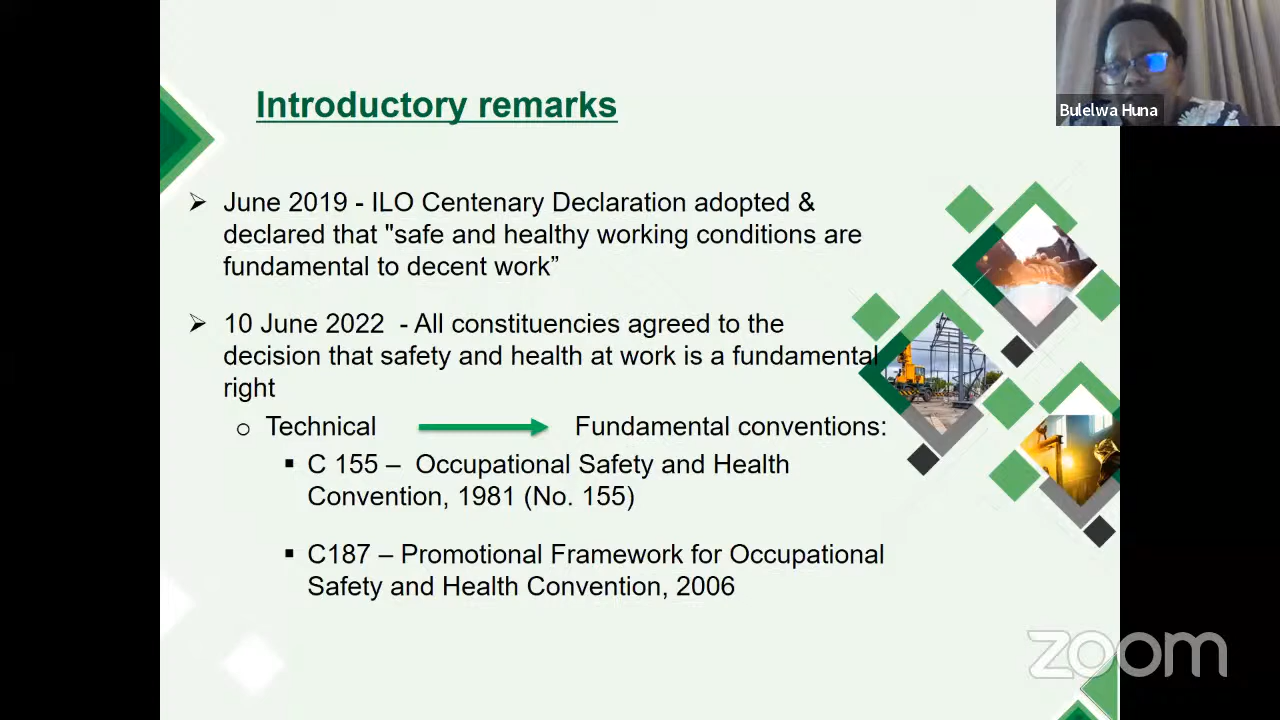 Introductory remarks
Bulelwa Huna
➢ June 2019 - ILO Centenary Declaration adopted &
declared that "safe and healthy working conditions are
fundamental to decent work”
➢ 10 June 2022 - All constituencies agreed to the
decision that safety and health at work is a fundamental
right
o Technical Fundamental conventions:
▪ C 155 – Occupational Safety and Health
Convention, 1981 (No. 155)
▪ C187 – Promotional Framework for Occupational
Safety and Health Convention, 2006
zoom